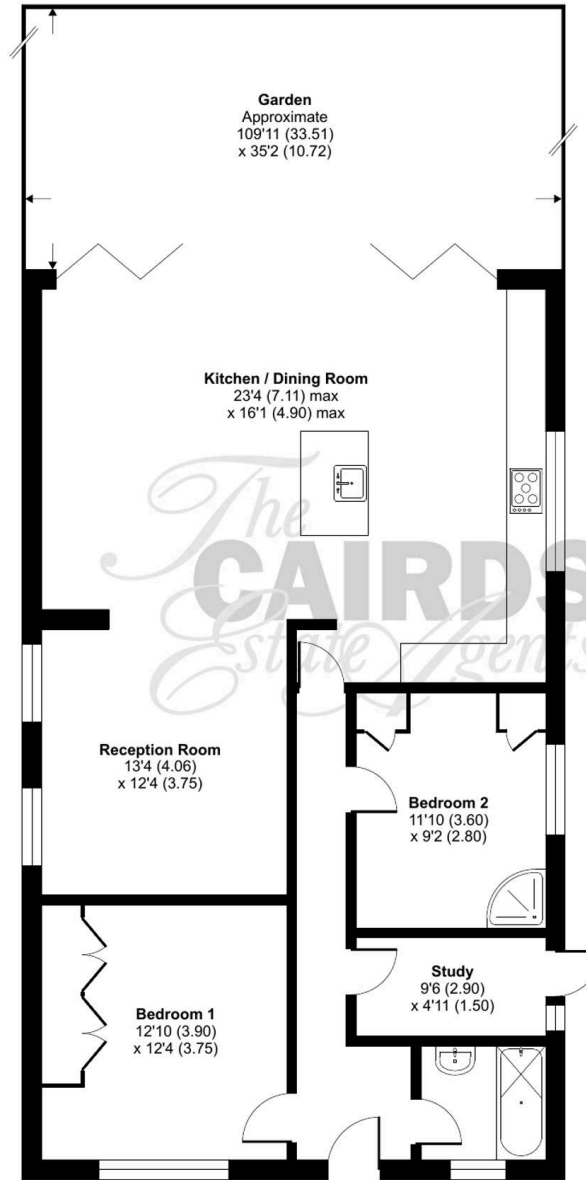 Garden
Approximate
109'11 (33.51)
x 35'2 (10.72)
Kitchen / Dining Room
23'4 (7.11) max
x 16'1 (4.90) max
The
CAIRDS
Estate Agents
Reception Room
13'4 (4.06)
x 12'4 (3.75)
Bedroom 2
11'10 (3.60)
x 9'2 (2.80)
Study
9'6 (2.90)
x 4'11 (1.50)
Bedroom 1
12'10 (3.90)
x 12'4 (3.75)